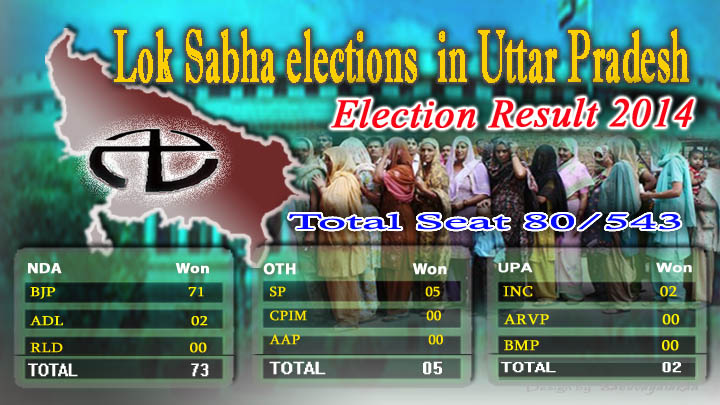 Lok Sabha elections in Uttar Pradesh
Election Result 2014
Total Seat 80/543
NDA Won
BJP 71
ADL 02
RLD 00
TOTAL 73
OTH Won
SP 05
CPIM 00
AAP 00
TOTAL 05
UPA Won
INC 02
ARVP 00
BMP 00
TOTAL 02